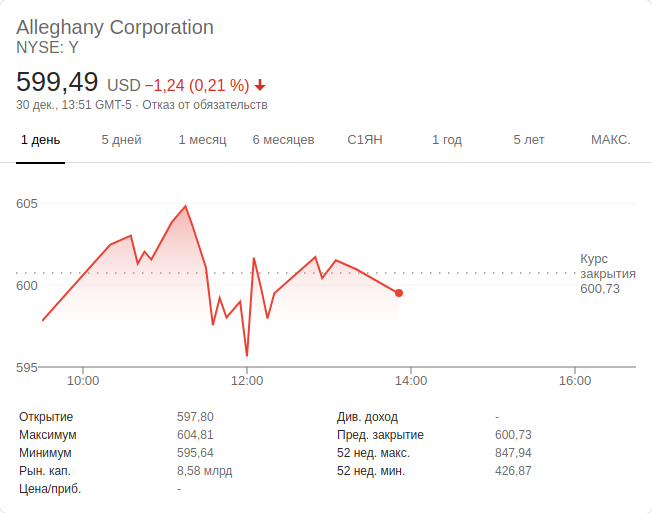 Alleghany Corporation
NYSE: Y
599,49 USD −1,24 (0,21 %)
30 дек., 13:51 GMT-5 · Отказ от обязательств
1 день 5 дней 1 месяц 6 месяцев С1ЯН 1 год 5 лет МАКС.
605
600
595
Курс
закрытия
600,73
10:00 12:00 14:00 16:00
Открытие 597,80 Див. доход -
Максимум 604,81 Пред. закрытие 600,73
Минимум 595,64 52 нед. макс. 847,94
Рын. кап. 8,58 млрд 52 нед. мин. 426,87
Цена/приб. -